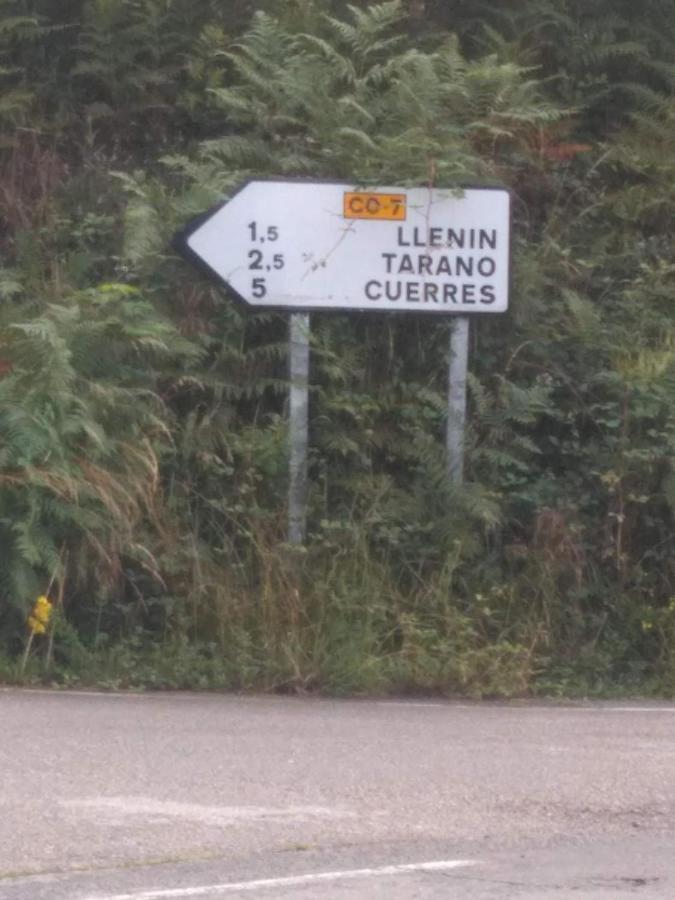 CO-7
1,5 LLENIN
2,5 TARANO
5 CUERRES